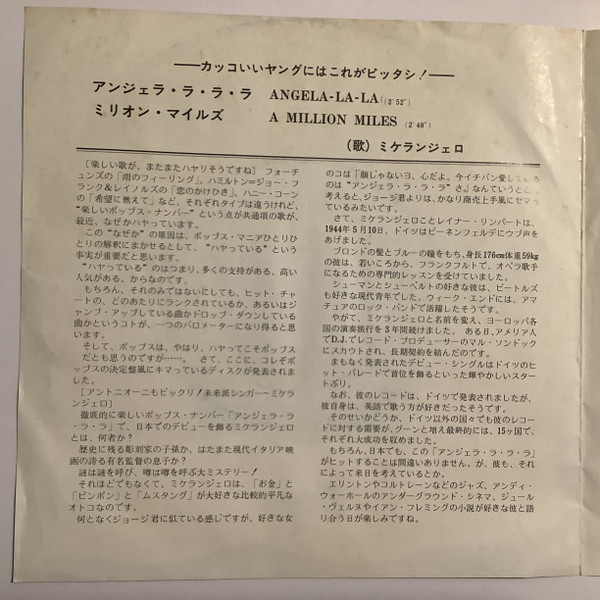 ——カッコいいヤングにはこれがピッタシ！——
アンジェラ・ラ・ラ・ラ ANGELA-LA-LA (2'52")
ミリオン・マイルズ A MILLION MILES (2'48")
（歌）ミケランジェロ
［楽しい歌が、またまたハヤリそうですね］フォーチ
ュンズの「雨のフィーリング」、ハミルトン＝ジョー・フ
ランク＆レイノルズの「恋のかけひき」、ハニー・コーン
の「希望に燃えて」など、それぞれタイプは違うけれど、
“楽しいポップス・ナンバー”という点が共通項の歌が、
最近、なぜかハヤっています。
この“なぜか”の原因は、ポップス・マニアひとりひ
とりの解釈にまかせるとして、“ハヤっている”という
事実が重要だと思います。
“ハヤっている”のはつまり、多くの支持がある、高い
人気がある、からなのです。
もちろん、それのみではないにしても、ヒット・チャ
ートの、どのあたりにランクされているか、あるいはジ
ャンプ・アップしている曲かドロップ・ダウンしている
曲かというコトが、一つのバロメーターになり得ると思
います。
そして、ポップスは、やはり、ハヤってこそポップス
だとも思うのですが……。 さて、ここに、コレぞポ
ップスの決定盤風にキマっているディスクが発表されま
した。
［アントニオーニもビックリ！未来派シンガーミケラ
ンジェロ］
徹底的に楽しいポップス・ナンバー「アンジェラ・ラ
・ラ・ラ」で、日本でのデビューを飾るミケランジェロ
とは、何者か？
歴史に残る彫刻家の子孫か、はたまた現代イタリア映
画の誇る有名監督の息子か？
謎は謎を呼び、噂は噂を呼ぶ大ミステリー！
それほどでもなくて、ミケランジェロは、「お金」と
「ピンポン」と「ムスタング」が大好きな比較的平凡な
オトコなのです。
何となくジョージ君に似ている感じですが、好きな女
のコは「顔じゃないヨ、心だよ。今イチバン愛している
のは“アンジェラ・ラ・ラ・ラ”さ。」なんていうとこ
考えると、ジョージ君よりは、かなり商売上手風にセマっ
ているみたいです。
さて、ミケランジェロことレイナー・リンパートは、
1944年5月10日、ドイツはビーネンフェルデにウブ声を
あげました。
ブロンドの髪とブルーの瞳をもち、身長176cm体重59kg
の彼は、若いころから、フランクフルトで、オペラ歌手
になるための専門的レッスンを受けていました。
シューマンとシューベルトの好きな彼は、ビートルズ
も好きな現代青年でした。ウィーク・エンドには、アマ
チュアのロック・バンドで活躍したそうです。
やがて、ミケランジェロと名前を変え、ヨーロッパ各
国の演奏旅行を3年間続けました。 ある日、アメリカ人
でD.J.でレコード・プロデューサーのマル・ソンドック
にスカウトされ、長期契約を結んだのです。
まもなく発表されたデビュー・シングルはドイツのヒ
ット・パレードで首位を飾るといった輝やかしいスター
トぶり。
なお、彼のレコードは、ドイツで発表されましたが、
彼自身は、英語で歌う方が好きだったそうです。
そのせいかどうか、ドイツ以外の国々でも彼のレコー
ドに対する需要が、グーンと増え最終的には、15ヶ国で、
それぞれ大成功を収めました。
もちろん、日本でも、この「アンジェラ・ラ・ラ・ラ」
がヒットすることは間違いありません。が、彼も、それ
によって来日を考えているとか。
エリントンやコルトレーンなどのジャズ、アンディ・
ウォーホールのアンダーグラウンド・シネマ、ジュール
・ヴェルヌやイアン・フレミングの小説が好きな彼と語
り合う日が楽しみですね。